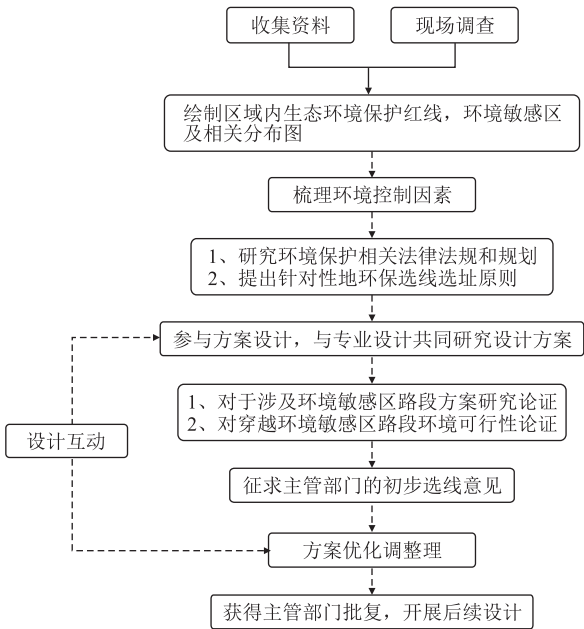 收集资料
现场调查
绘制区域内生态环境保护红线，环境敏感区
及相关分布图
梳理环境控制因素
1、研究环境保护相关法律法规和规划
2、提出针对性地环保选线选址原则
参与方案设计，与专业设计共同研究设计方案
1、对于涉及环境敏感区路段方案研究论证
2、对穿越环境敏感区路段环境可行性论证
设计互动
征求主管部门的初步选线意见
方案优化调整理
获得主管部门批复，开展后续设计